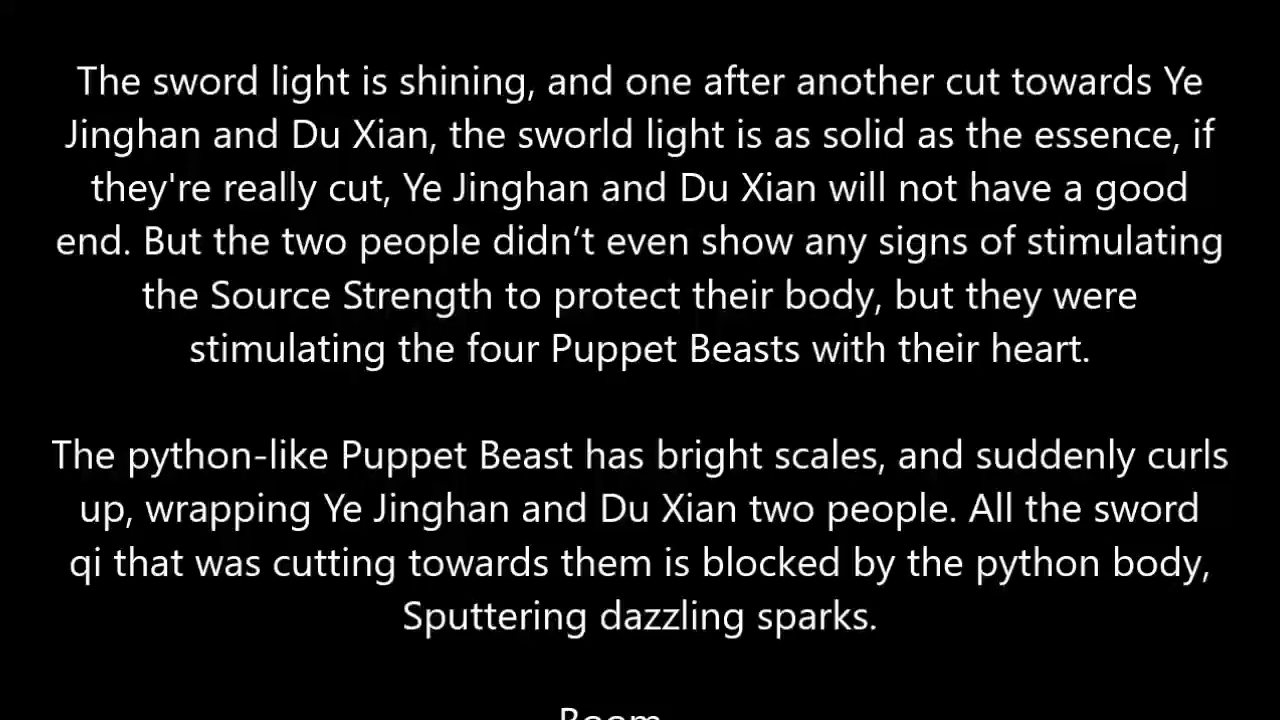 The sword light is shining, and one after another cut towards Ye
Jinghan and Du Xian, the sworld light is as solid as the essence, if
they're really cut, Ye Jinghan and Du Xian will not have a good
end. But the two people didn’t even show any signs of stimulating
the Source Strength to protect their body, but they were
stimulating the four Puppet Beasts with their heart.
The python-like Puppet Beast has bright scales, and suddenly curls
up, wrapping Ye Jinghan and Du Xian two people. All the sword
qi that was cutting towards them is blocked by the python body,
Sputtering dazzling sparks.
Boom